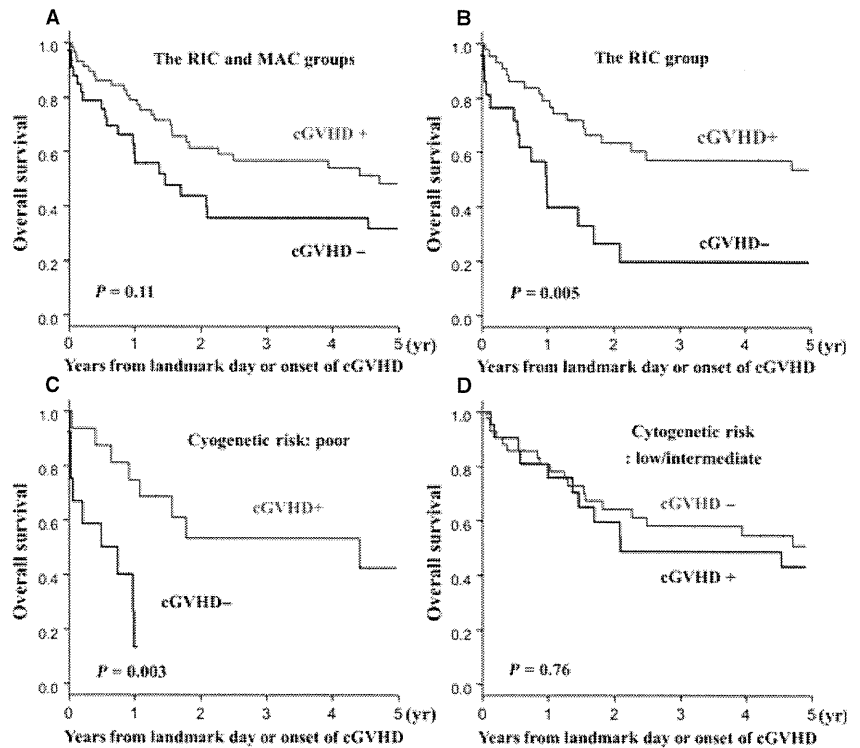 A
The RIC and MAC groups
Overall survival
1.0
0.8
0.6
0.4
0.2
0.0
cGVHD +
cGVHD –
P = 0.11
0 1 2 3 4 5 (yr)
Years from landmark day or onset of cGVHD
B
The RIC group
Overall survival
1.0
0.8
0.6
0.4
0.2
0.0
cGVHD+
cGVHD–
P = 0.005
0 1 2 3 4 5 (yr)
Years from landmark day or onset of cGVHD
C
Cyogenetic risk: poor
Overall survival
1.0
0.8
0.6
0.4
0.2
0.0
cGVHD+
cGVHD–
P = 0.003
0 1 2 3 4 5 (yr)
Years from landmark day or onset of cGVHD
D
Cytogenetic risk
: low/intermediate
Overall survival
1.0
0.8
0.6
0.4
0.2
0.0
cGVHD –
cGVHD +
P = 0.76
0 1 2 3 4 5 (yr)
Years from landmark day or onset of cGVHD